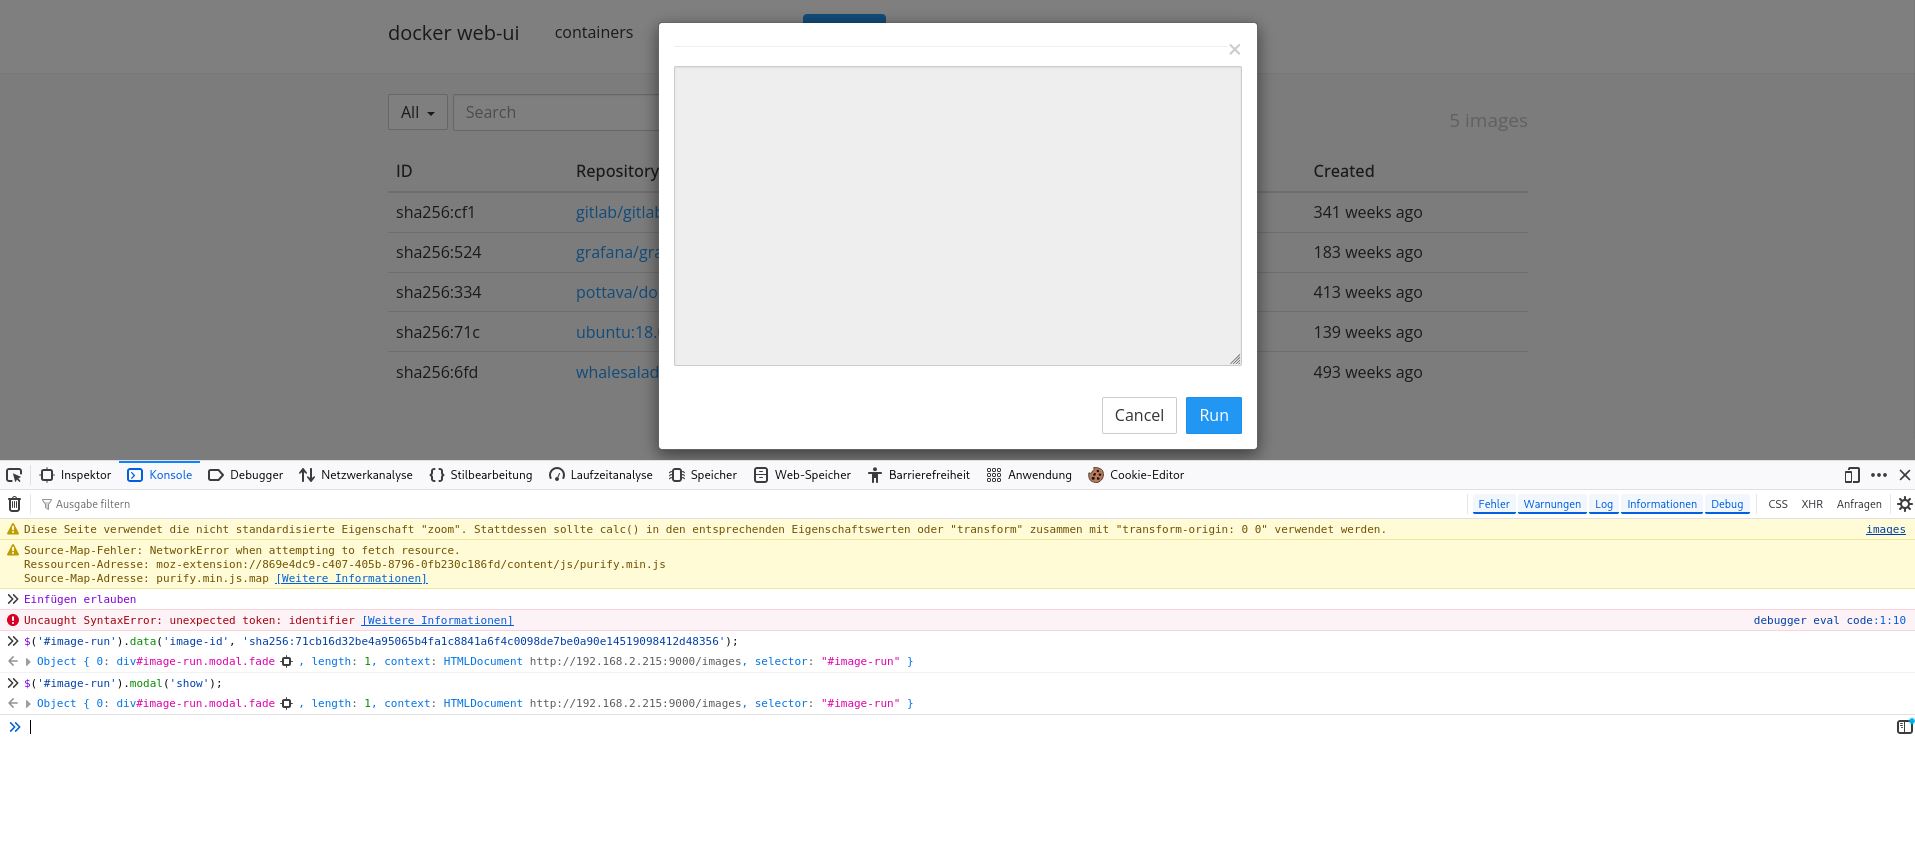 docker web-ui containers
×
All Search 5 images
ID Repository Created
sha256:cf1 gitlab/gitlab 341 weeks ago
sha256:524 grafana/gra 183 weeks ago
sha256:334 pottava/do 413 weeks ago
sha256:71c ubuntu:18. 139 weeks ago
sha256:6fd whalesalad 493 weeks ago
Cancel Run
Inspektor Konsole Debugger Netzwerkanalyse Stilbearbeitung Laufzeitanalyse Speicher Web-Speicher Barrierefreiheit Anwendung Cookie-Editor
Ausgabe filtern Fehler Warnungen Log Informationen Debug CSS XHR Anfragen
Diese Seite verwendet die nicht standardisierte Eigenschaft "zoom". Stattdessen sollte calc() in den entsprechenden Eigenschaftswerten oder "transform" zusammen mit "transform-origin: 0 0" verwendet werden. images
Source-Map-Fehler: NetworkError when attempting to fetch resource.
Ressourcen-Adresse: moz-extension://869e4dc9-c407-405b-8796-0fb230c186fd/content/js/purify.min.js
Source-Map-Adresse: purify.min.js.map [Weitere Informationen]
Einfügen erlauben
Uncaught SyntaxError: unexpected token: identifier [Weitere Informationen] debugger eval code:1:10
$('#image-run').data('image-id', 'sha256:71cb16d32be4a95065b4fa1c8841a6f4c0098de7be0a90e14519098412d48356');
Object { 0: div#image-run.modal.fade , length: 1, context: HTMLDocument http://192.168.2.215:9000/images, selector: "#image-run" }
$('#image-run').modal('show');
Object { 0: div#image-run.modal.fade , length: 1, context: HTMLDocument http://192.168.2.215:9000/images, selector: "#image-run" }